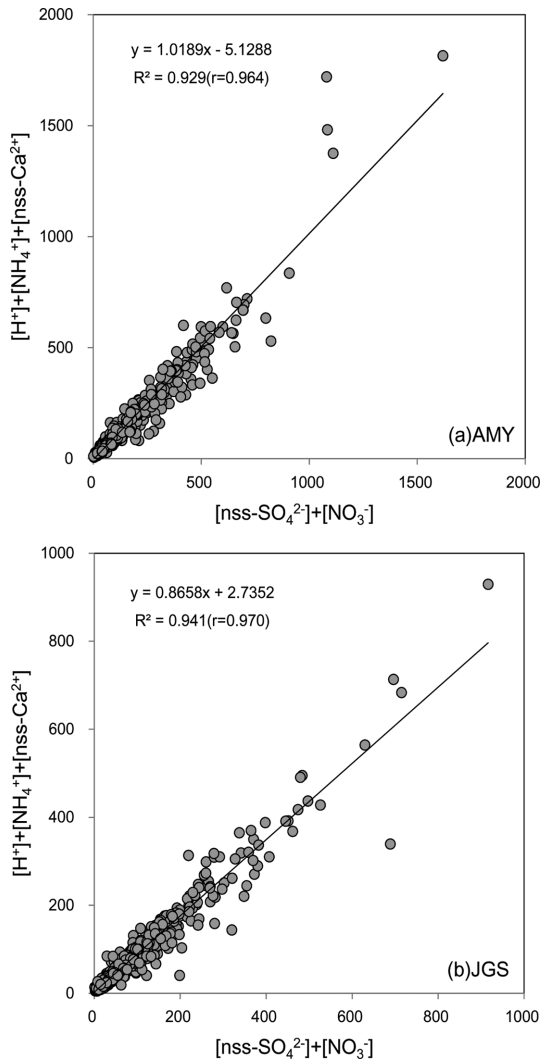 2000
y = 1.0189x - 5.1288
R² = 0.929(r=0.964)
1500
[H⁺]+[NH₄⁺]+[nss-Ca²⁺]
1000
500
(a)AMY
0
0 500 1000 1500 2000
[nss-SO₄²⁻]+[NO₃⁻]
1000
y = 0.8658x + 2.7352
R² = 0.941(r=0.970)
800
[H⁺]+[NH₄⁺]+[nss-Ca²⁺]
600
400
200
(b)JGS
0
0 200 400 600 800 1000
[nss-SO₄²⁻]+[NO₃⁻]